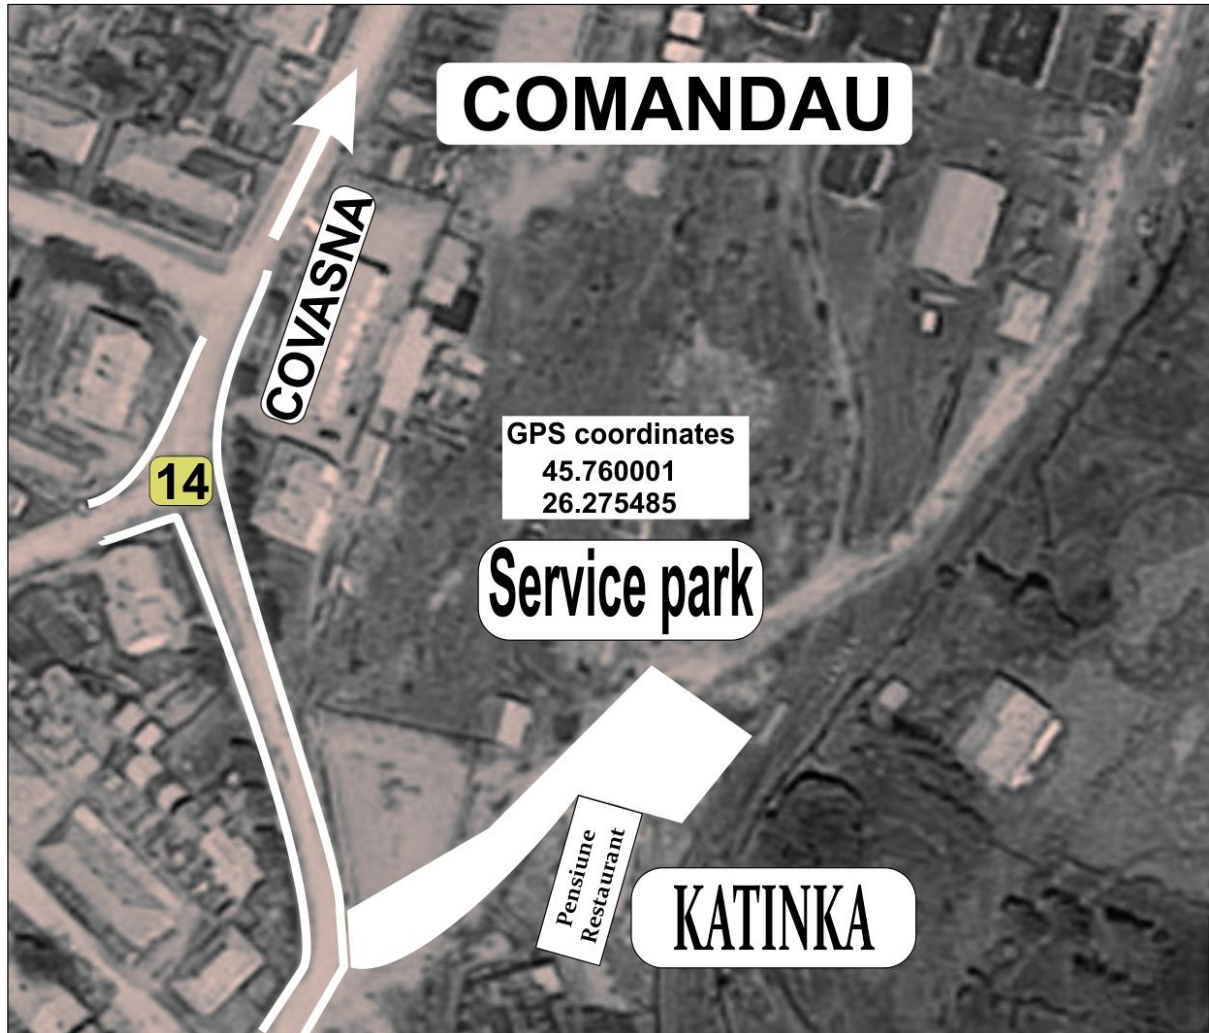 COMANDAU
COVASNA
14
GPS coordinates
45.760001
26.275485
Service park
Pensiune
Restaurant
KATINKA